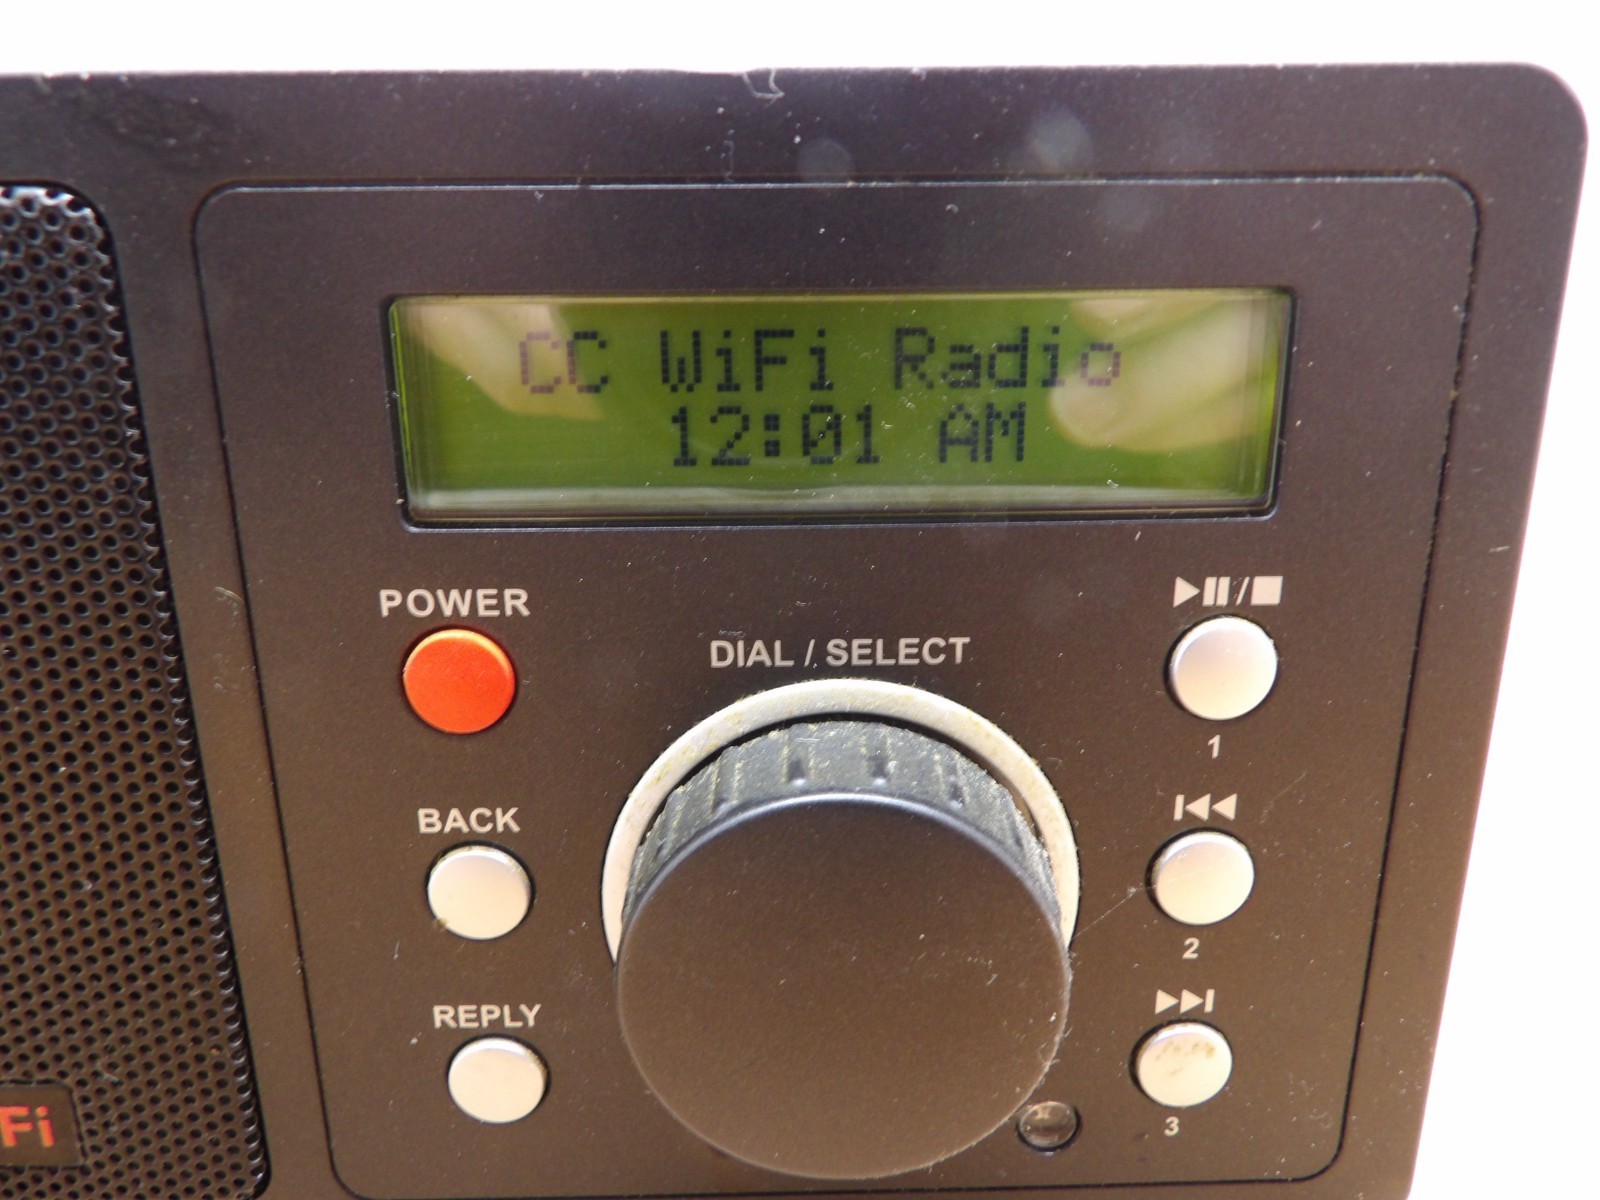 CC WiFi Radio
12:01 AM
POWER
DIAL / SELECT
1
BACK
2
REPLY
3
Fi